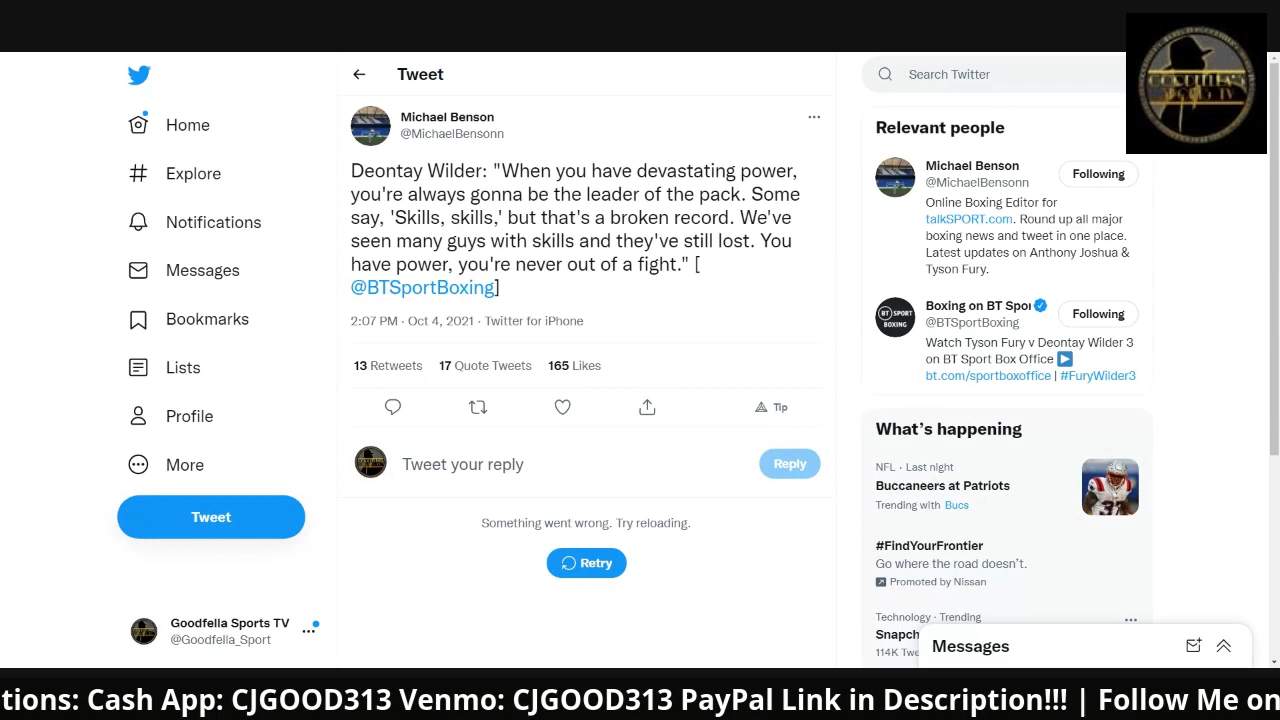 Home
Explore
Notifications
Messages
Bookmarks
Lists
Profile
More
Tweet
Goodfella Sports TV
@Goodfella_Sport
Tweet
Michael Benson
@MichaelBensonn
Deontay Wilder: "When you have devastating power,
you're always gonna be the leader of the pack. Some
say, 'Skills, skills,' but that's a broken record. We've
seen many guys with skills and they've still lost. You
have power, you're never out of a fight." [
@BTSportBoxing]
2:07 PM · Oct 4, 2021 · Twitter for iPhone
13 Retweets 17 Quote Tweets 165 Likes
Tip
Tweet your reply
Reply
Something went wrong. Try reloading.
Retry
Search Twitter
Relevant people
Michael Benson
@MichaelBensonn
Following
Online Boxing Editor for
talkSPORT.com. Round up all major
boxing news and tweet in one place.
Latest updates on Anthony Joshua &
Tyson Fury.
BT SPORT
BOXING
Boxing on BT Spor
@BTSportBoxing
Following
Watch Tyson Fury v Deontay Wilder 3
on BT Sport Box Office
bt.com/sportboxoffice | #FuryWilder3
What's happening
NFL · Last night
Buccaneers at Patriots
Trending with Bucs
#FindYourFrontier
Go where the road doesn't.
Promoted by Nissan
Technology · Trending
Snapch
114K Twe
Messages
tions: Cash App: CJGOOD313 Venmo: CJGOOD313 PayPal Link in Description!!! | Follow Me on